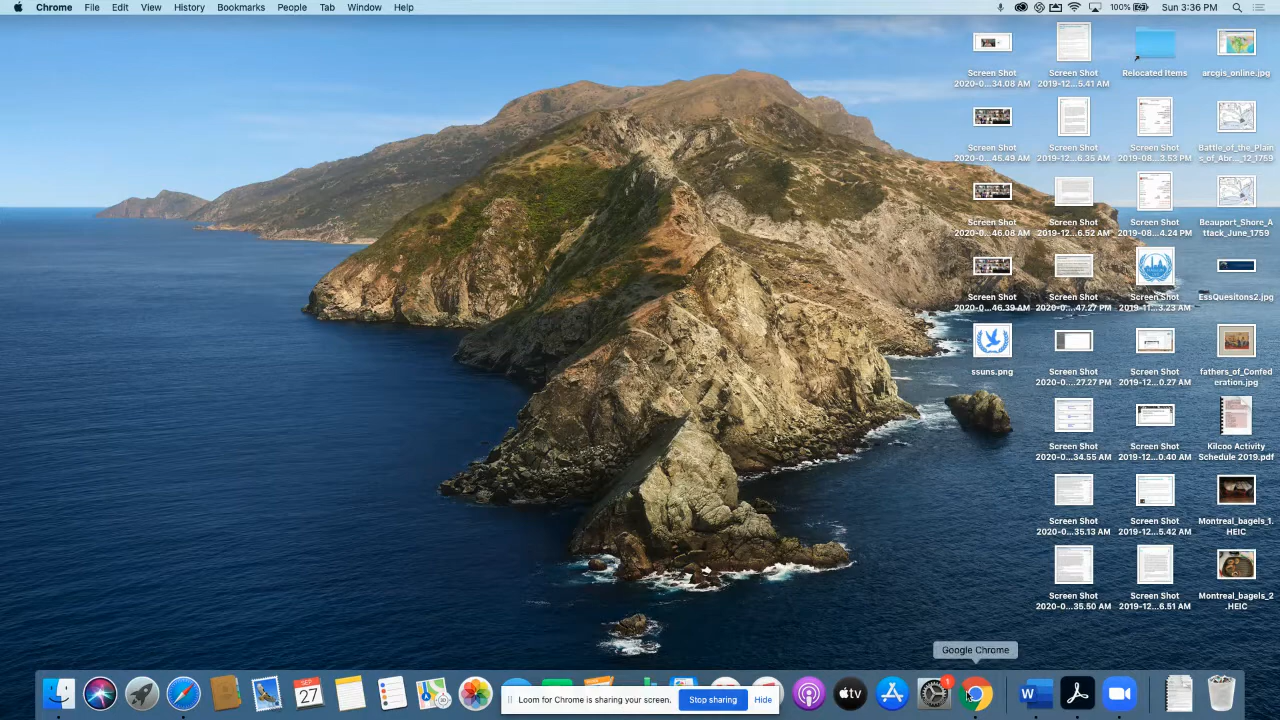 Chrome File Edit View History Bookmarks People Tab Window Help 100% Sun 3:36 PM
Screen Shot
2020-0...34.08 AM
Screen Shot
2019-12...5.41 AM
Relocated Items
arcgis_online.jpg
Screen Shot
2020-0...45.49 AM
Screen Shot
2019-12...6.35 AM
Screen Shot
2019-08...3.53 PM
Battle_of_the_Plain
s_of_Abr..._12_1759
Screen Shot
2020-0...46.08 AM
Screen Shot
2019-12...6.52 AM
Screen Shot
2019-08...4.24 PM
Beauport_Shore_A
ttack_June_1759
Screen Shot
2020-0...46.39 AM
Screen Shot
2020-0...47.27 PM
Screen Shot
2019-11...3.23 AM
EssQuesitons2.jpg
ssuns.png
Screen Shot
2020-0....27.27 PM
Screen Shot
2019-12...0.27 AM
fathers_of_Confed
eration.jpg
Screen Shot
2020-0...34.55 AM
Screen Shot
2019-12...0.40 AM
Kilcoo Activity
Schedule 2019.pdf
Screen Shot
2020-0...35.13 AM
Screen Shot
2019-12...5.42 AM
Montreal_bagels_1.
HEIC
Screen Shot
2020-0...35.50 AM
Screen Shot
2019-12...6.51 AM
Montreal_bagels_2
.HEIC
Google Chrome
SEP
27
tv
1
W
Loom for Chrome is sharing your screen. Stop sharing Hide